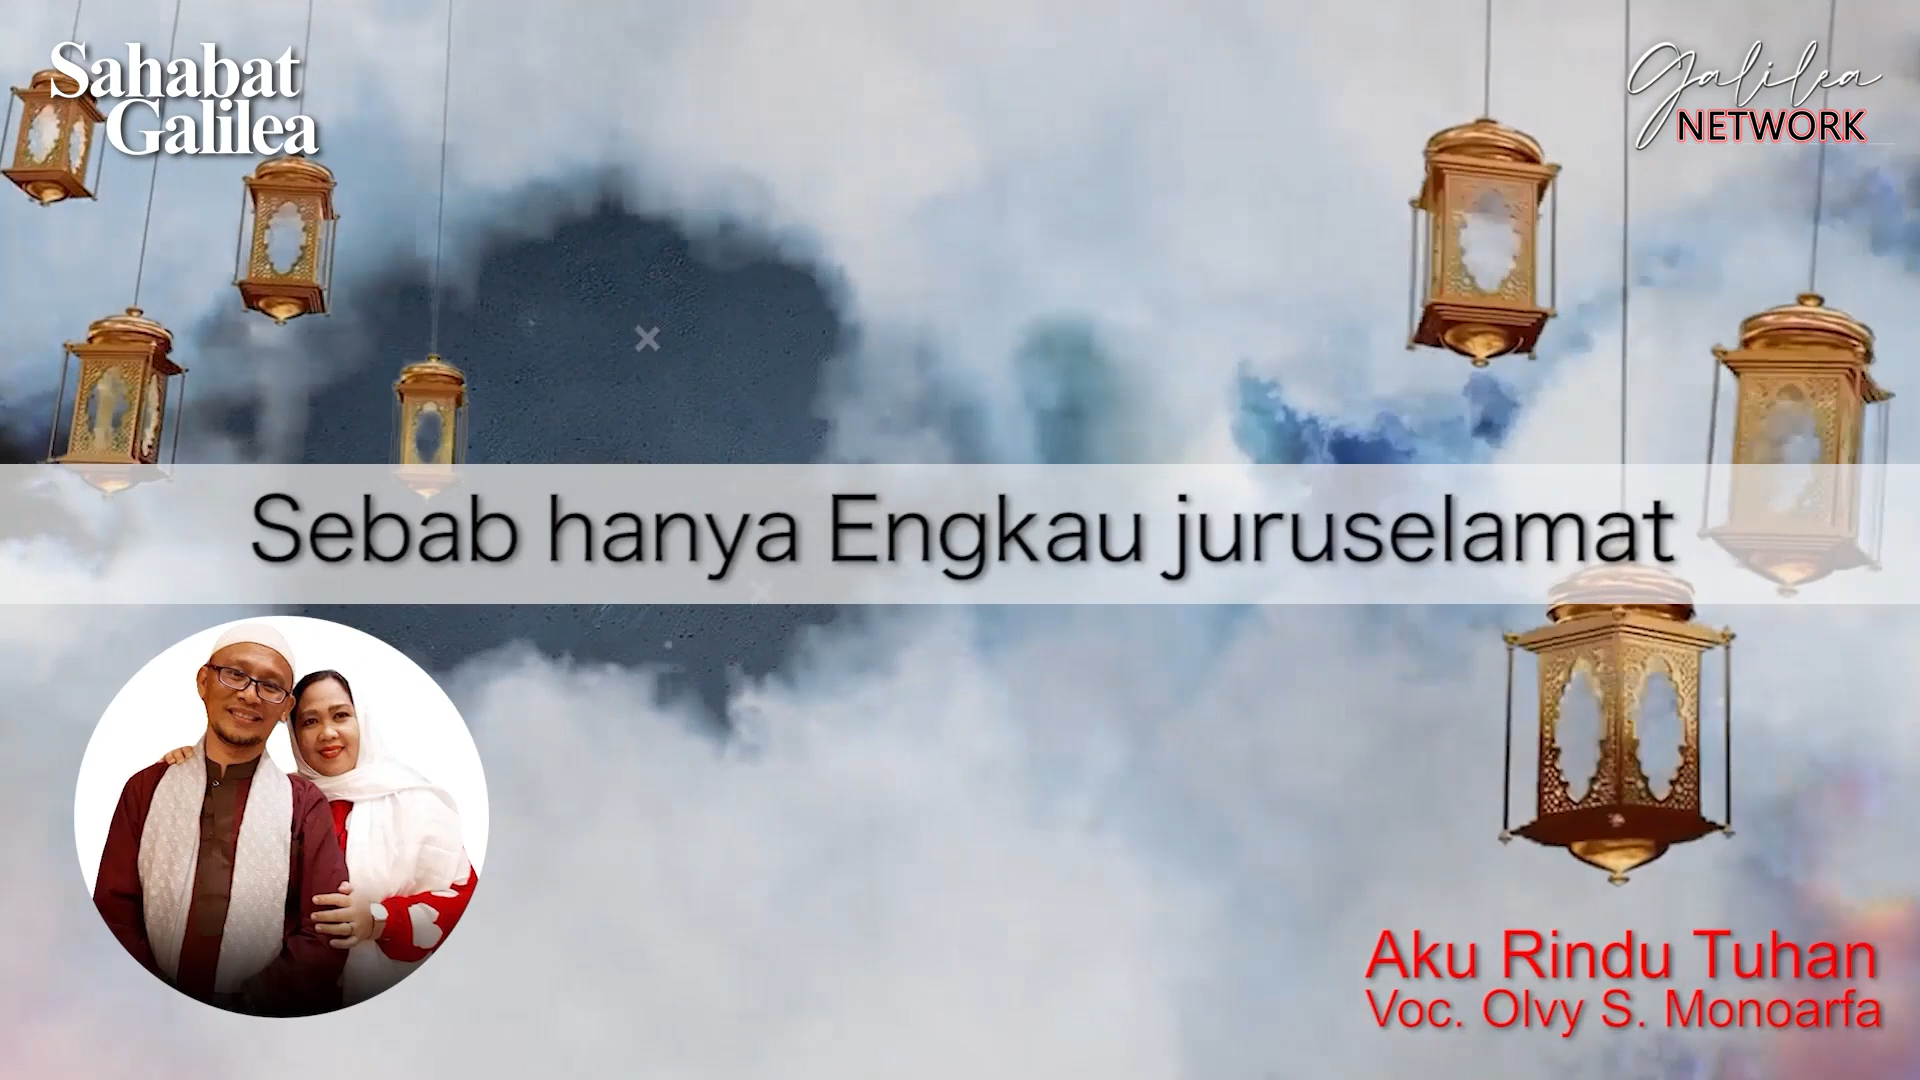 Sahabat
Galilea
Galilea
NETWORK
Sebab hanya Engkau juruselamat
Aku Rindu Tuhan
Voc. Olvy S. Monoarfa